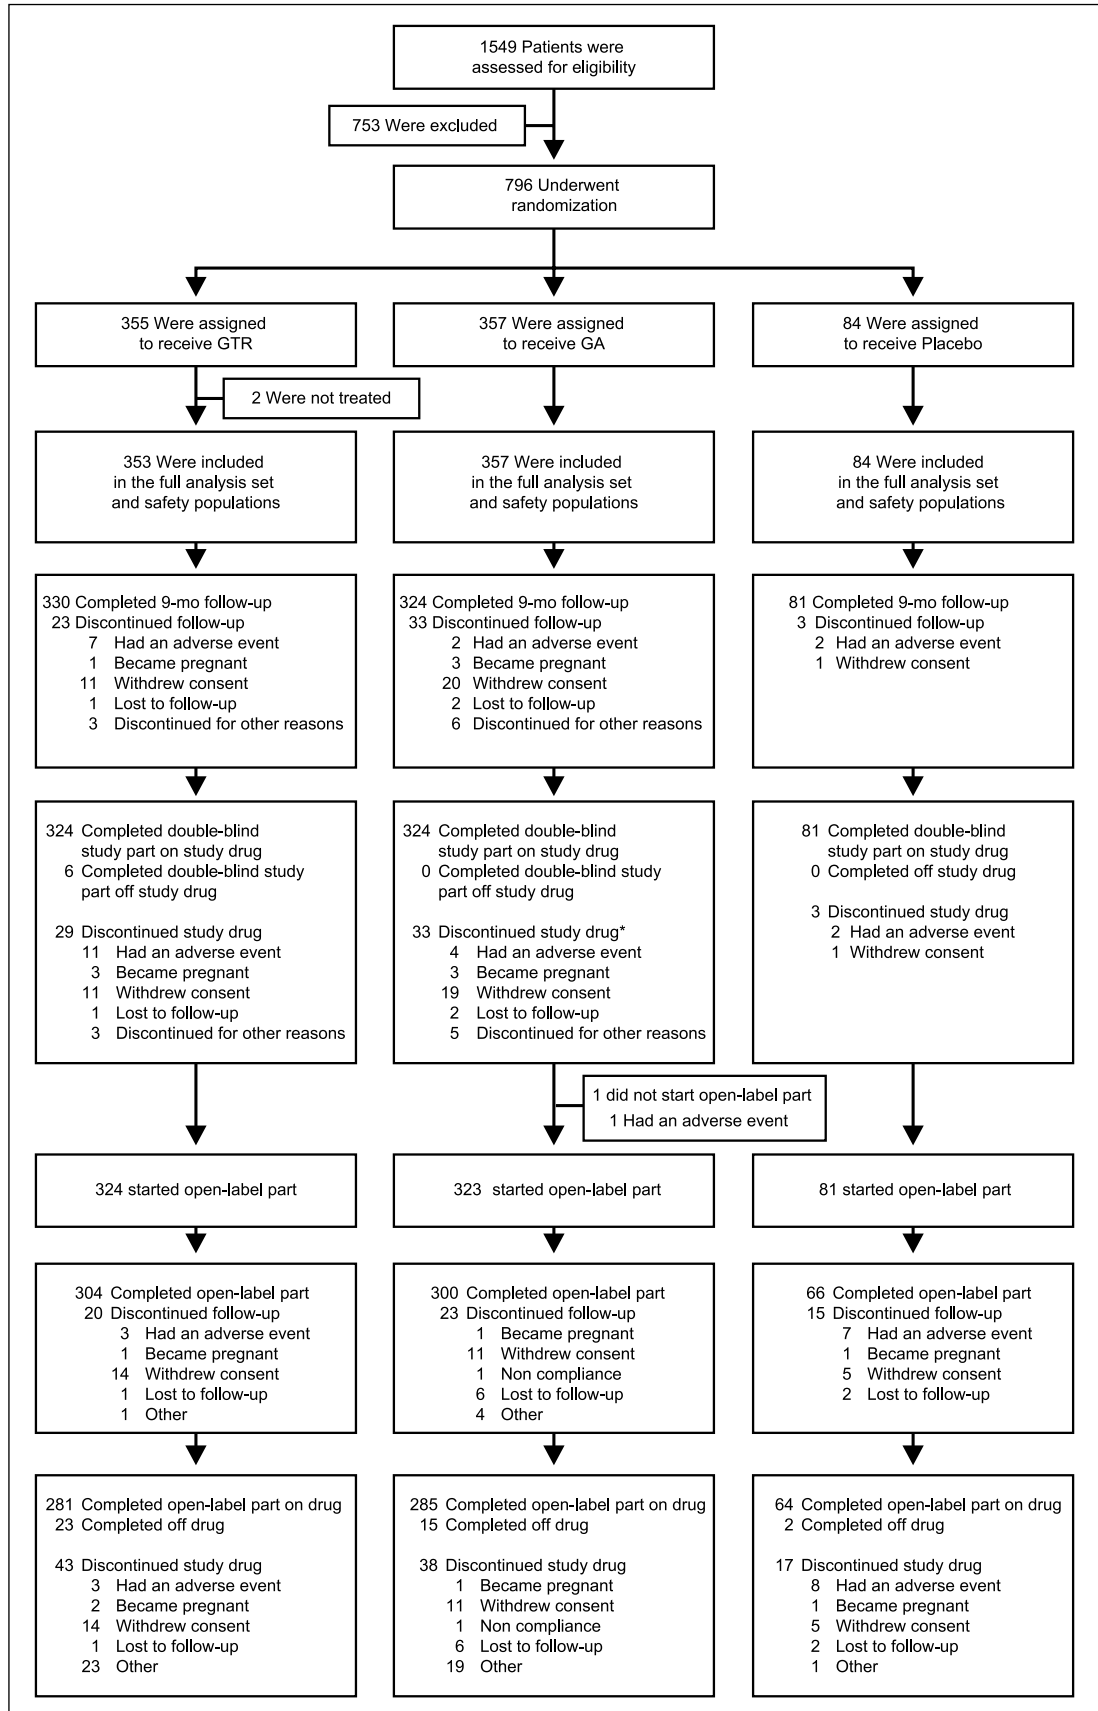 1549 Patients were
assessed for eligibility
753 Were excluded
796 Underwent
randomization
355 Were assigned
to receive GTR
357 Were assigned
to receive GA
84 Were assigned
to receive Placebo
2 Were not treated
353 Were included
in the full analysis set
and safety populations
357 Were included
in the full analysis set
and safety populations
84 Were included
in the full analysis set
and safety populations
330 Completed 9-mo follow-up
23 Discontinued follow-up
7 Had an adverse event
1 Became pregnant
11 Withdrew consent
1 Lost to follow-up
3 Discontinued for other reasons
324 Completed 9-mo follow-up
33 Discontinued follow-up
2 Had an adverse event
3 Became pregnant
20 Withdrew consent
2 Lost to follow-up
6 Discontinued for other reasons
81 Completed 9-mo follow-up
3 Discontinued follow-up
2 Had an adverse event
1 Withdrew consent
324 Completed double-blind
study part on study drug
6 Completed double-blind study
part off study drug
29 Discontinued study drug
11 Had an adverse event
3 Became pregnant
11 Withdrew consent
1 Lost to follow-up
3 Discontinued for other reasons
324 Completed double-blind
study part on study drug
0 Completed double-blind study
part off study drug
33 Discontinued study drug*
4 Had an adverse event
3 Became pregnant
19 Withdrew consent
2 Lost to follow-up
5 Discontinued for other reasons
81 Completed double-blind
study part on study drug
0 Completed off study drug
3 Discontinued study drug
2 Had an adverse event
1 Withdrew consent
1 did not start open-label part
1 Had an adverse event
324 started open-label part
323 started open-label part
81 started open-label part
304 Completed open-label part
20 Discontinued follow-up
3 Had an adverse event
1 Became pregnant
14 Withdrew consent
1 Lost to follow-up
1 Other
300 Completed open-label part
23 Discontinued follow-up
1 Became pregnant
11 Withdrew consent
1 Non compliance
6 Lost to follow-up
4 Other
66 Completed open-label part
15 Discontinued follow-up
7 Had an adverse event
1 Became pregnant
5 Withdrew consent
2 Lost to follow-up
281 Completed open-label part on drug
23 Completed off drug
43 Discontinued study drug
3 Had an adverse event
2 Became pregnant
14 Withdrew consent
1 Lost to follow-up
23 Other
285 Completed open-label part on drug
15 Completed off drug
38 Discontinued study drug
1 Became pregnant
11 Withdrew consent
1 Non compliance
6 Lost to follow-up
19 Other
64 Completed open-label part on drug
2 Completed off drug
17 Discontinued study drug
8 Had an adverse event
1 Became pregnant
5 Withdrew consent
2 Lost to follow-up
1 Other